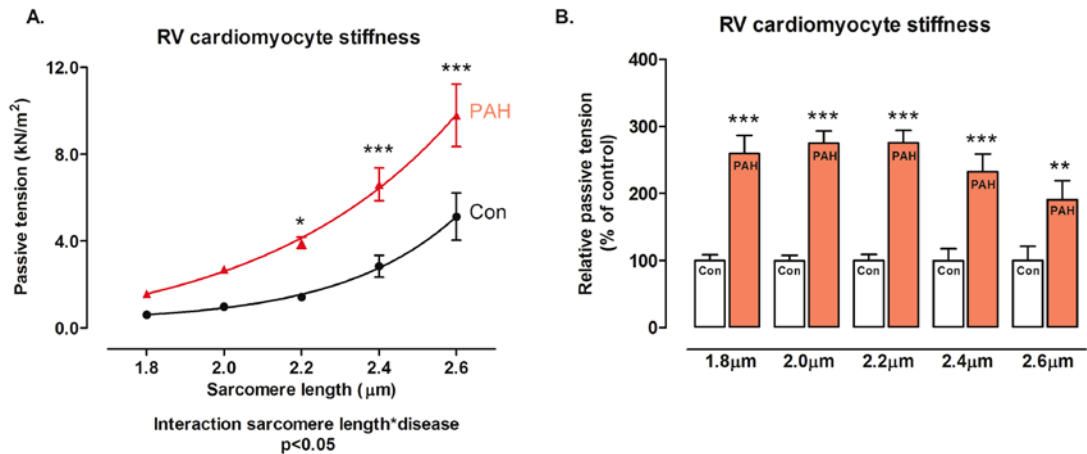 A.
RV cardiomyocyte stiffness
Passive tension (kN/m²)
12.0
8.0
4.0
0.0
*
***
***
PAH
Con
1.8
2.0
2.2
2.4
2.6
Sarcomere length (μm)
Interaction sarcomere length*disease
p<0.05
B.
RV cardiomyocyte stiffness
Relative passive tension
(% of control)
400
300
200
100
0
***
***
***
***
**
Con
PAH
Con
PAH
Con
PAH
Con
PAH
Con
PAH
1.8μm
2.0μm
2.2μm
2.4μm
2.6μm